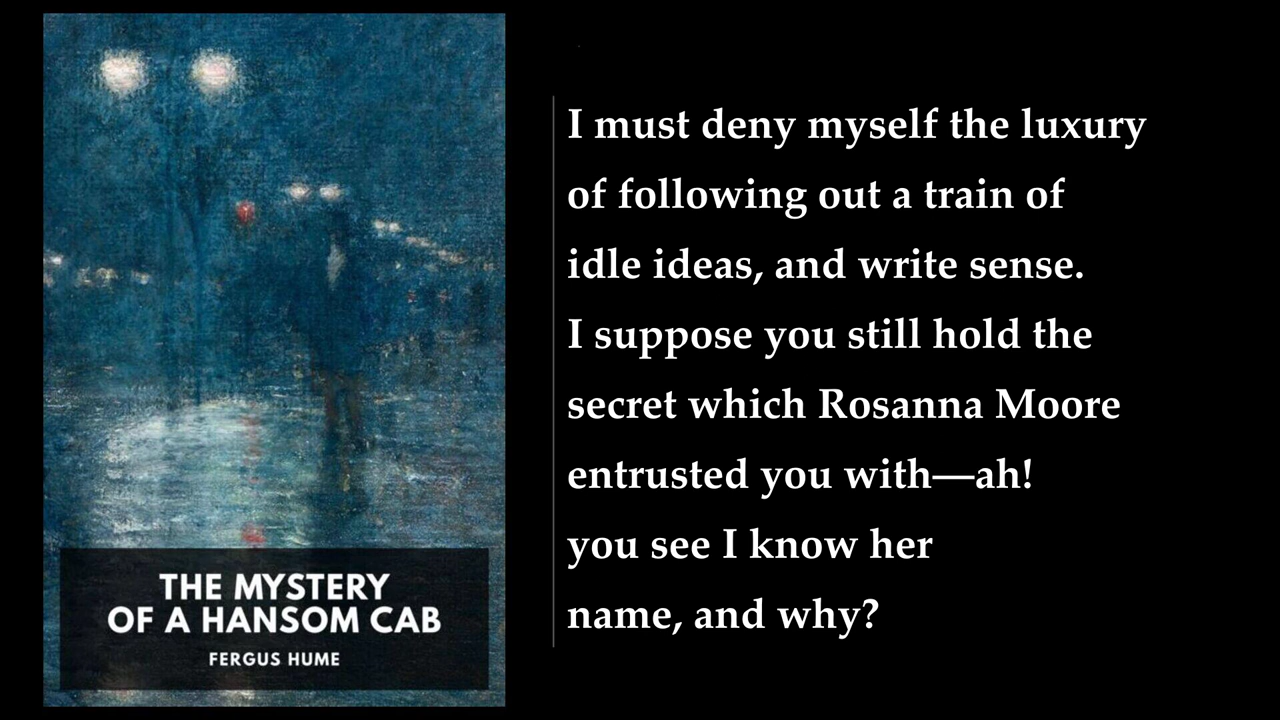 THE MYSTERY
OF A HANSOM CAB
FERGUS HUME
I must deny myself the luxury
of following out a train of
idle ideas, and write sense.
I suppose you still hold the
secret which Rosanna Moore
entrusted you with—ah!
you see I know her
name, and why?